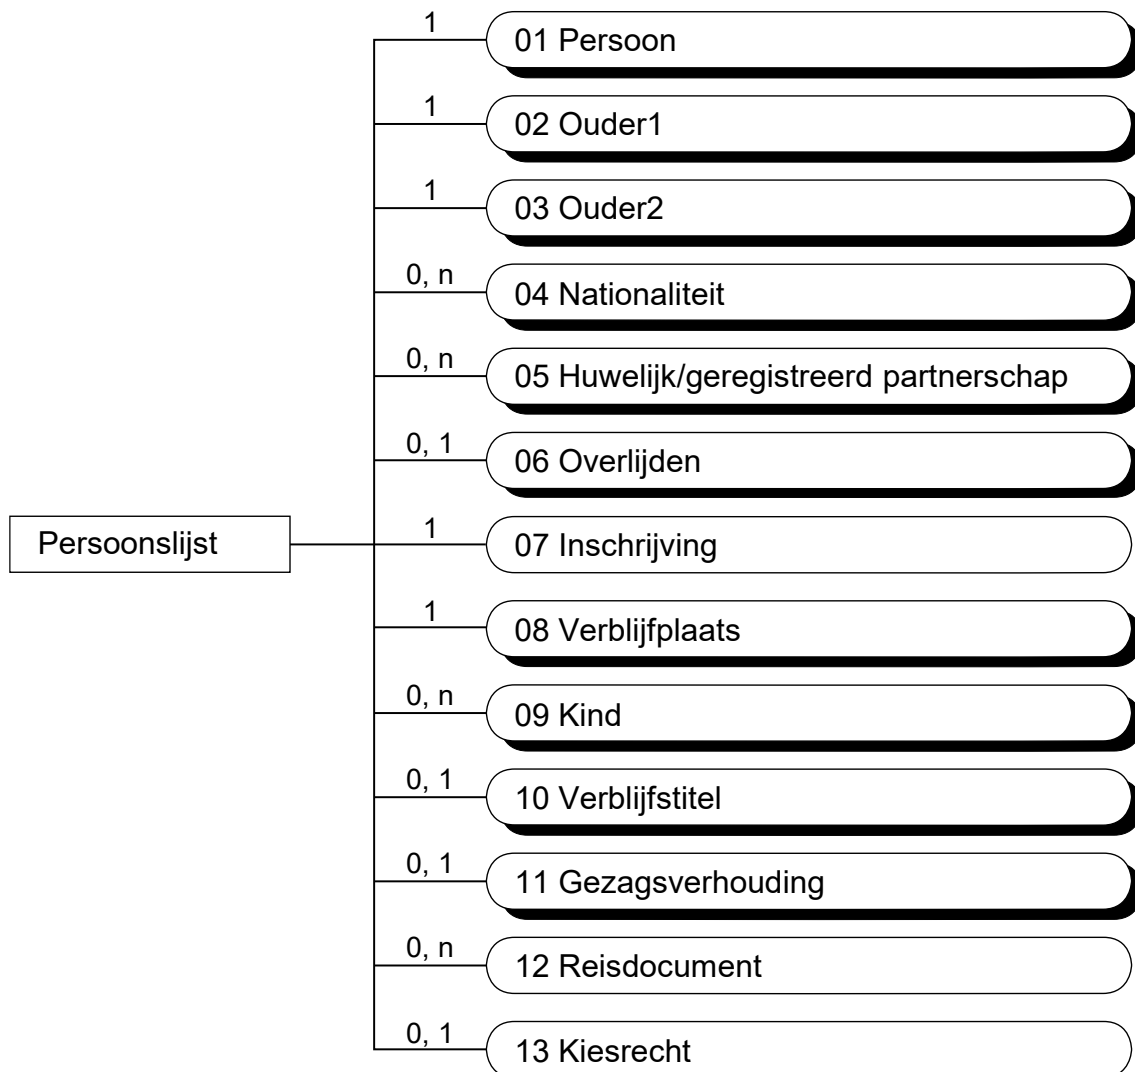 1
01 Persoon
1
02 Ouder1
1
03 Ouder2
0, n
04 Nationaliteit
0, n
05 Huwelijk/geregistreerd partnerschap
0, 1
06 Overlijden
Persoonslijst
1
07 Inschrijving
1
08 Verblijfplaats
0, n
09 Kind
0, 1
10 Verblijfstitel
0, 1
11 Gezagsverhouding
0, n
12 Reisdocument
0, 1
13 Kiesrecht